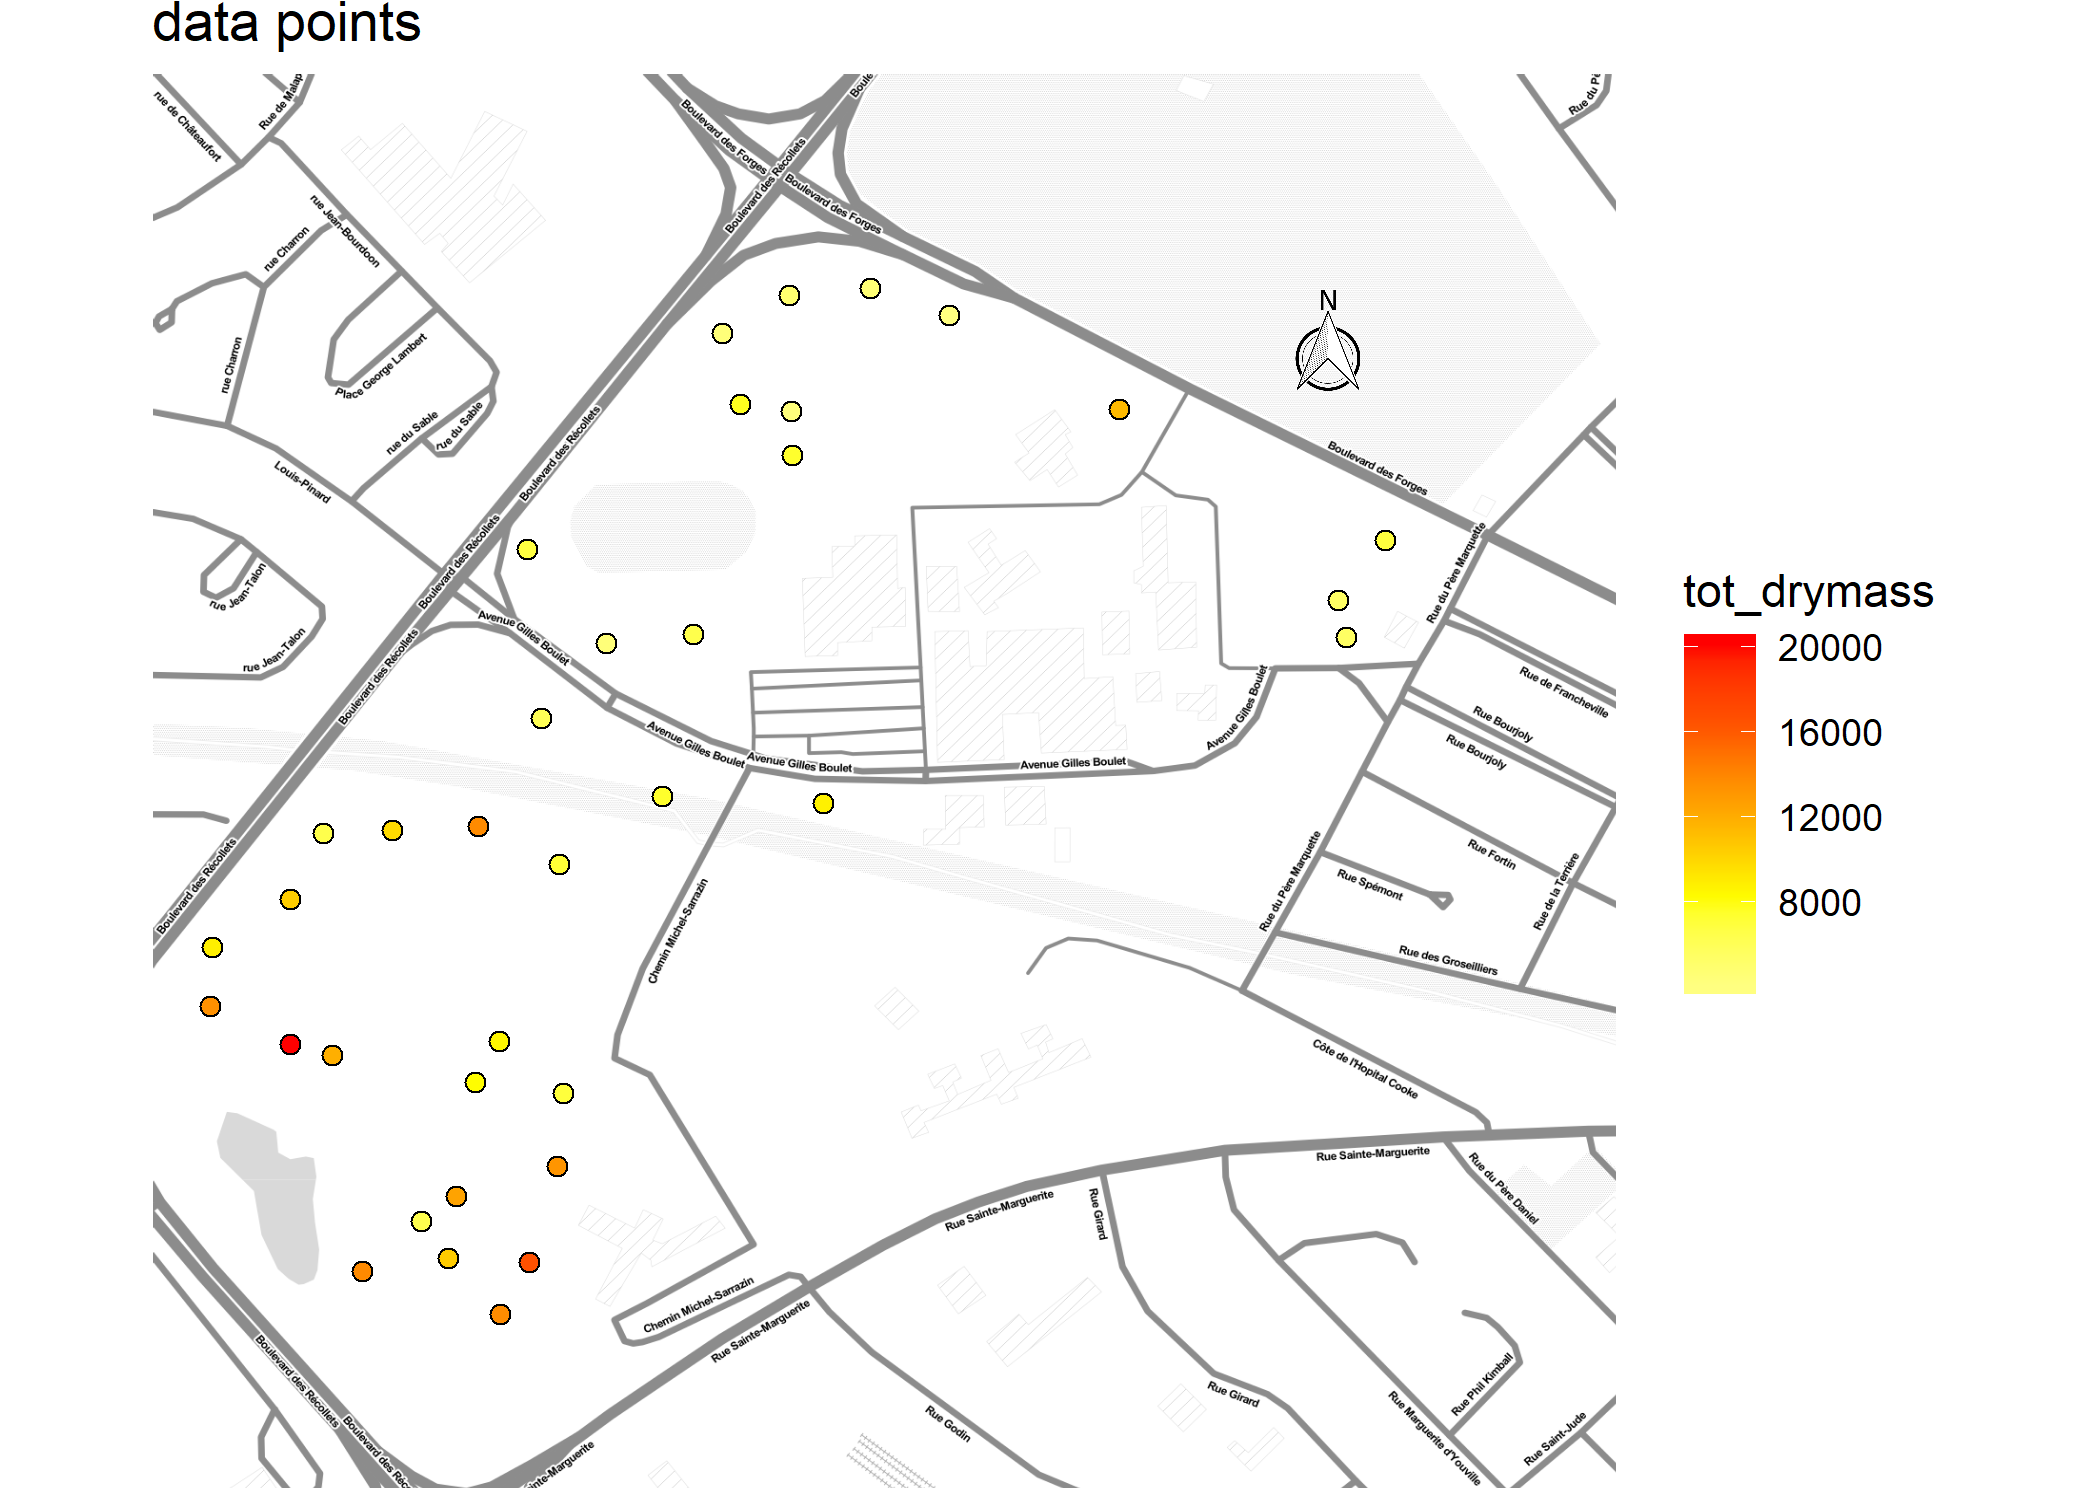 data points
rue de Châteaufort
Rue de Malap
Boulevard des Forges
Boule
Boulevard des Récollets
Boulevard des Forges
Rue du Pè
rue Jean-Bourdoon
rue Charron
N
rue Charron
Place George Lambert
rue du Sable
rue du Sable
Louis-Pinard
Boulevard des Récollets
Boulevard des Forges
Boulevard des Récollets
rue Jean-Talon
rue Jean-Talon
Avenue Gilles Boulet
Rue du Père Marquette
Boulevard des Récollets
Avenue Gilles Boulet
Avenue Gilles Boulet
Avenue Gilles Boulet
Avenue Gilles Boulet
Rue de Francheville
Rue Bourjoly
Rue Bourjoly
tot_drymass
20000
16000
12000
8000
Boulevard des Récollets
Chemin Michel-Sarrazin
Rue du Père Marquette
Rue Fortin
Rue Spémont
Rue de la Terrière
Rue des Groseilliers
Côte de l'Hopital Cooke
Rue Sainte-Marguerite
Rue Sainte-Marguerite
Rue Girard
Rue du Père Daniel
Chemin Michel-Sarrazin
Rue Sainte-Marguerite
Boulevard des Récollets
Boulevard des Réco
inte-Marguerite
Rue Godin
Rue Girard
Rue Phil Kimball
Rue Marguerite d'Youville
Rue Saint-Jude